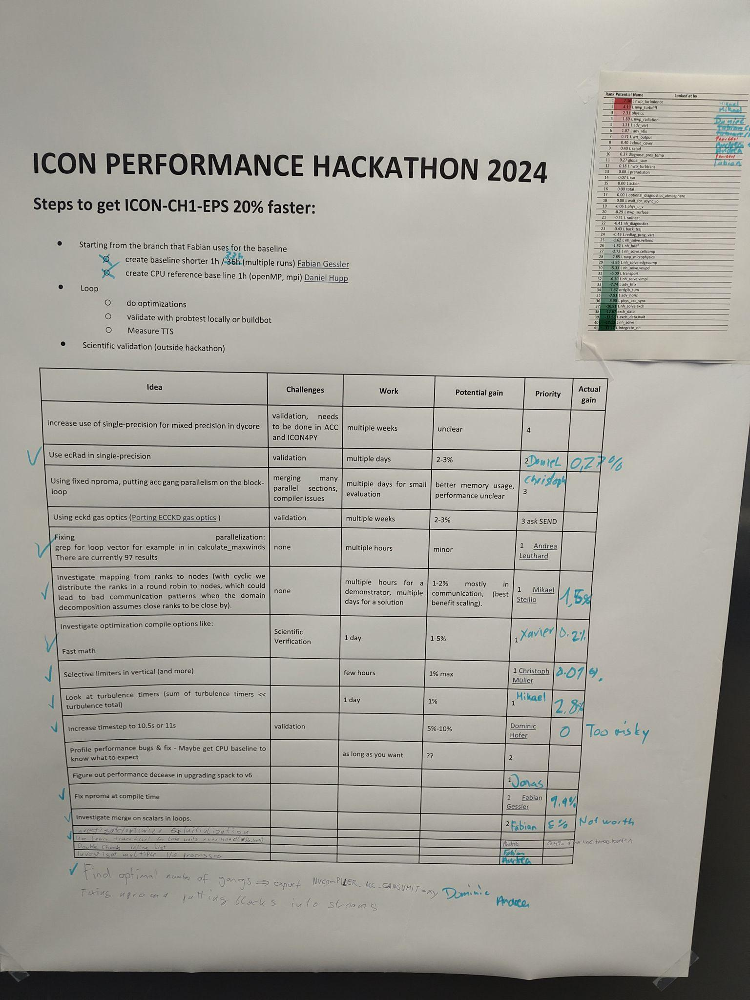 Rank Potential Name Looked at by
1 7.36 L nwp_turbulence Mikael
2 4.19 L nwp_turbdiff Mikael
3 2.31 physics
4 1.89 L nwp_radiation Daniel
5 1.21 L adv_vert Fabian
6 1.07 L adv_vflx Fabian
7 0.71 L wrt_output PRAVEEN
8 0.40 L cloud_cover Andrea
9 0.40 L satad Andrea
10 0.37 diagnose_pres_temp PRAVEEN
11 0.27 global_sum Fabian
12 0.18 L nwp_turbtrans
13 0.08 L preradiaton
14 0.07 L sso
15 0.00 L action
16 0.00 total
17 0.00 L optional_diagnostics_atmosphere
18 0.00 L wait_for_async_io
19 -0.06 L phys_u_v
20 -0.29 L nwp_surface
21 -0.41 L radheat
22 -0.41 nh_diagnostics
23 -0.43 L back_traj
24 -0.49 L rediag_prog_vars
25 -1.62 L nh_solve.veltend
26 -1.82 L nh_hdiff
27 -2.72 L nh_solve.cellcomp
28 -2.85 L nwp_microphysics
29 -3.95 L nh_solve.edgecomp
30 -5.33 L nh_solve.vnupd
31 -6.00 L transport
32 -6.20 L nh_solve.vimpl
33 -7.74 L adv_hflx
34 -7.87 ordglb_sum
35 -7.91 L adv_horiz
36 -8.90 L phys_acc_sync
37 -10.91 L nh_solve.exch
38 -12.67 exch_data
39 -13.56 L exch_data.wait
40 -17.12 L nh_solve
41 L integrate_nh
ICON PERFORMANCE HACKATHON 2024
Steps to get ICON-CH1-EPS 20% faster:
Starting from the branch that Fabian uses for the baseline
33h
create baseline shorter 1h / 36h (multiple runs) Fabian Gessler
create CPU reference base line 1h (openMP, mpi) Daniel Hupp
Loop
do optimizations
validate with probtest locally or buildbot
Measure TTS
Scientific validation (outside hackathon)
Idea Challenges Work Potential gain Priority Actual
gain
Increase use of single-precision for mixed precision in dycore
validation, needs
to be done in ACC
and ICON4PY
multiple weeks
unclear
4
Use ecRad in single-precision
validation
multiple days
2-3%
2 Daniel
0,27%
Using fixed nproma, putting acc gang parallelism on the block-
loop
merging many
parallel sections,
compiler issues
multiple days for small
evaluation
better memory usage,
performance unclear
Christoph
3
Using eckd gas optics (Porting ECCKD gas optics )
validation
multiple weeks
2-3%
3 ask SEND
Fixing parallelization:
grep for loop vector for example in in calculate_maxwinds
There are currently 97 results
none
multiple hours
minor
1 Andrea
Leuthard
Investigate mapping from ranks to nodes (with cyclic we
distribute the ranks in a round robin to nodes, which could
lead to bad communication patterns when the domain
decomposition assumes close ranks to be close by).
none
multiple hours for a
demonstrator, multiple
days for a solution
1-2% mostly in
communication, (best
benefit scaling).
1 Mikael
Stellio
1,5%
Investigate optimization compile options like:
Fast math
Scientific
Verification
1 day
1-5%
1 Xavier
0.2%
Selective limiters in vertical (and more)
few hours
1% max
1 Christoph
Müller
0.01%
Look at turbulence timers (sum of turbulence timers <<
turbulence total)
1 day
1%
1 Mikael
2.8%
Increase timestep to 10.5s or 11s
validation
5%-10%
Dominic
Hofer
0
Too risky
Profile performance bugs & fix - Maybe get CPU baseline to
know what to expect
as long as you want
??
2
Figure out performance decease in upgrading spack to v6
1 Jonas
Fix nproma at compile time
1 Fabian
Gessler
Investigate merge on scalars in loops.
2 Fabian
ε%
Not worth
Investigate/optimize initialization
Use lower timer level for less waits overhead
Andrea
0.4% if we use timers_level=1
Double check inline list
Fabian
Investigat multiple I/O processes
Andrea
Find optimal number of gangs ⇒ export NVCOMPILER_ACC_GANGLIMIT=xy Dominic
Fixing nproma putting blocks into streams Andrea